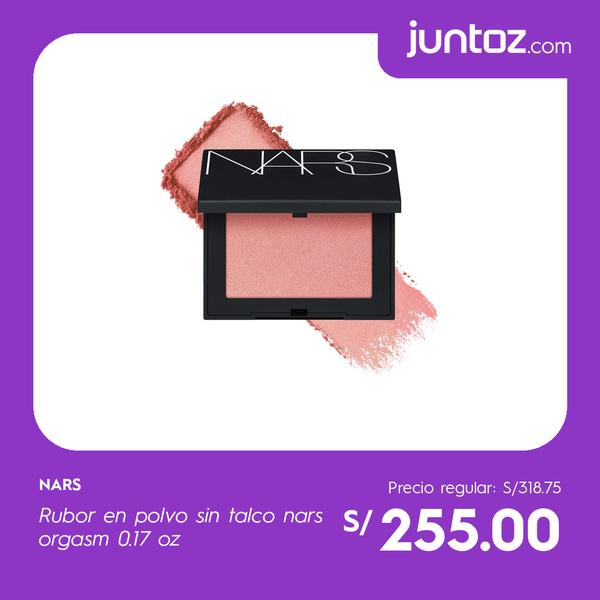 juntoz.com
NARS
NARS
Precio regular: S/318.75
Rubor en polvo sin talco nars
orgasm 0.17 oz
S/ 255.00